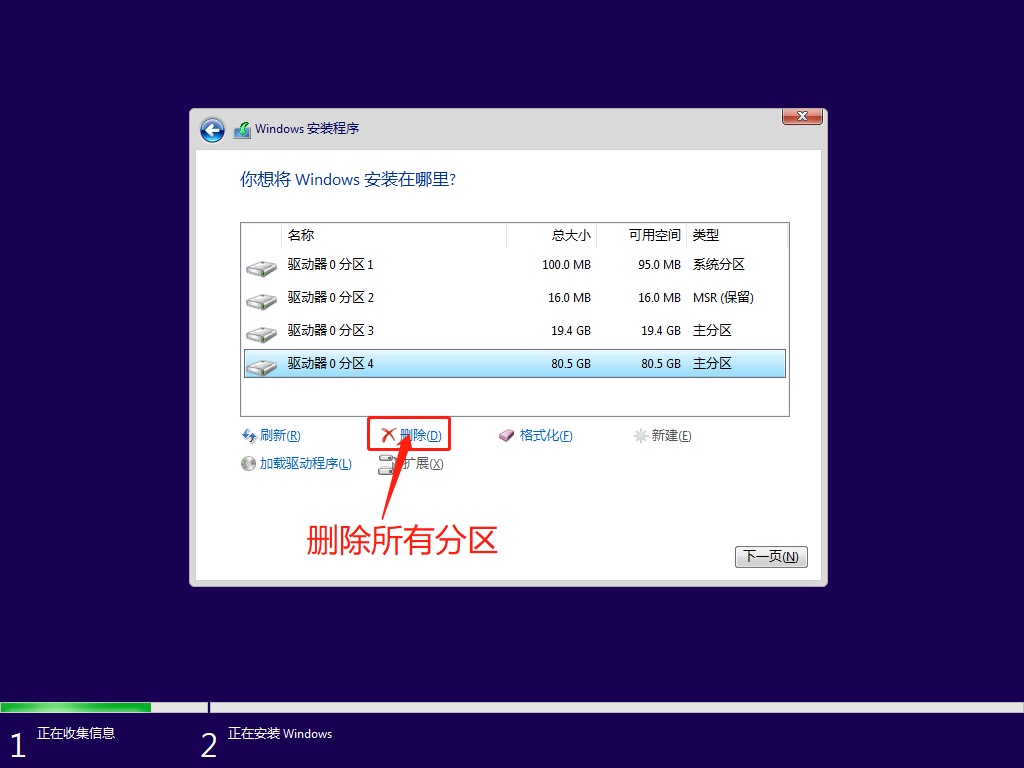 Windows 安装程序
你想将 Windows 安装在哪里?
名称 总大小 可用空间 类型
驱动器 0 分区 1 100.0 MB 95.0 MB 系统分区
驱动器 0 分区 2 16.0 MB 16.0 MB MSR (保留)
驱动器 0 分区 3 19.4 GB 19.4 GB 主分区
驱动器 0 分区 4 80.5 GB 80.5 GB 主分区
刷新(R) 删除(D) 格式化(F) 新建(E)
加载驱动程序(L) 扩展(X)
删除所有分区
下一页(N)
1 正在收集信息 2 正在安装 Windows